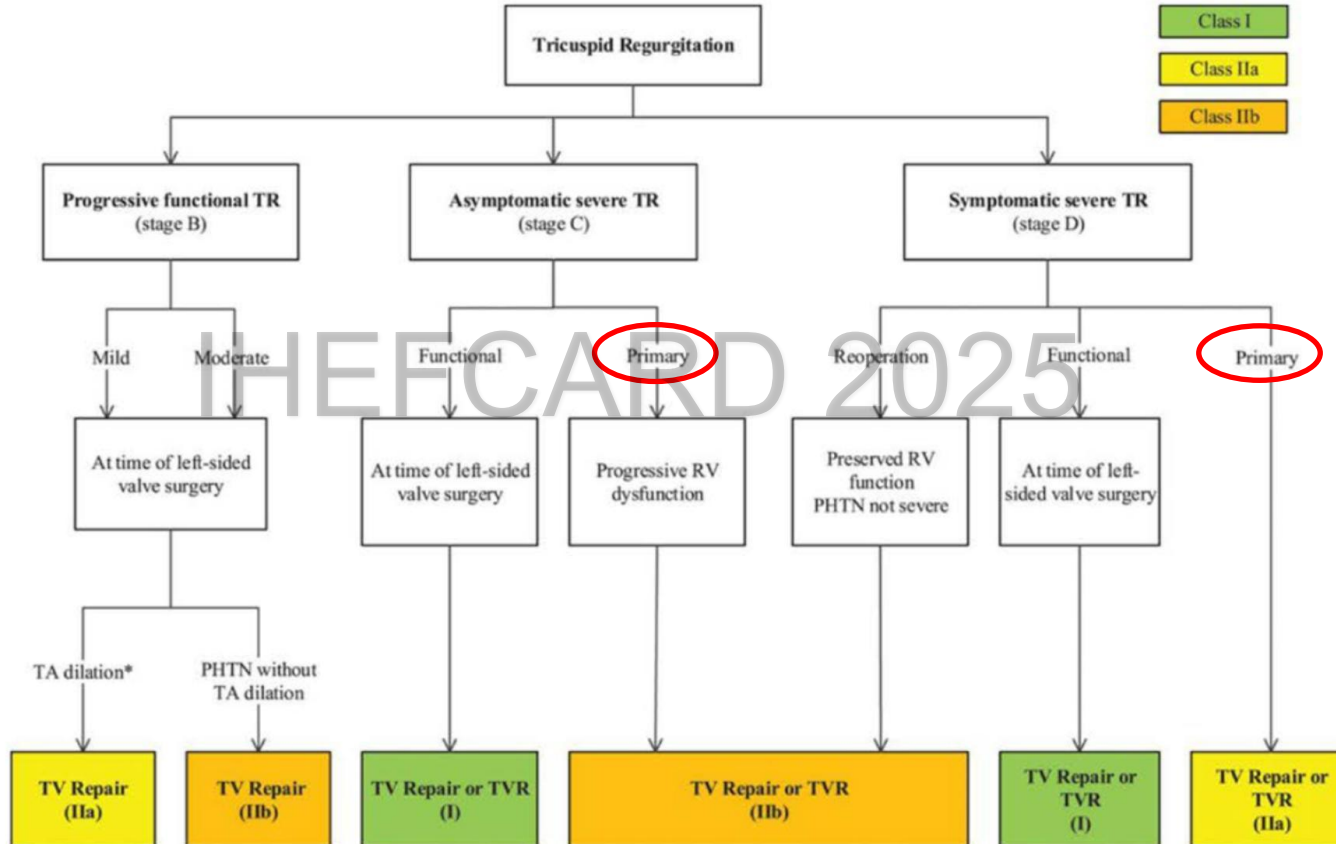 Tricuspid Regurgitation
Class I
Class IIa
Class IIb
Progressive functional TR
(stage B)
Asymptomatic severe TR
(stage C)
Symptomatic severe TR
(stage D)
Mild
Moderate
Functional
Primary
Reoperation
Functional
Primary
IHEFCARD 2025
At time of left-sided
valve surgery
At time of left-sided
valve surgery
Progressive RV
dysfunction
Preserved RV
function
PHTN not severe
At time of left-
sided valve surgery
TA dilation*
PHTN without
TA dilation
TV Repair
(IIa)
TV Repair
(IIb)
TV Repair or TVR
(I)
TV Repair or TVR
(IIb)
TV Repair or
TVR
(I)
TV Repair or
TVR
(IIa)